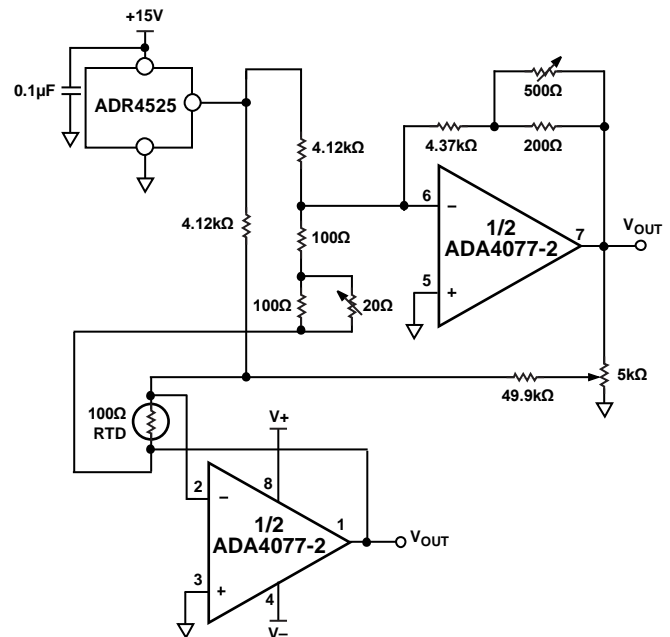 +15V
0.1µF
ADR4525
500Ω
4.37kΩ
200Ω
4.12kΩ
4.12kΩ
6
−
1/2
ADA4077-2
7
VOUT
100Ω
5
+
100Ω
20Ω
5kΩ
49.9kΩ
100Ω
RTD
V+
2
−
8
1/2
ADA4077-2
1
VOUT
3
+
4
V−